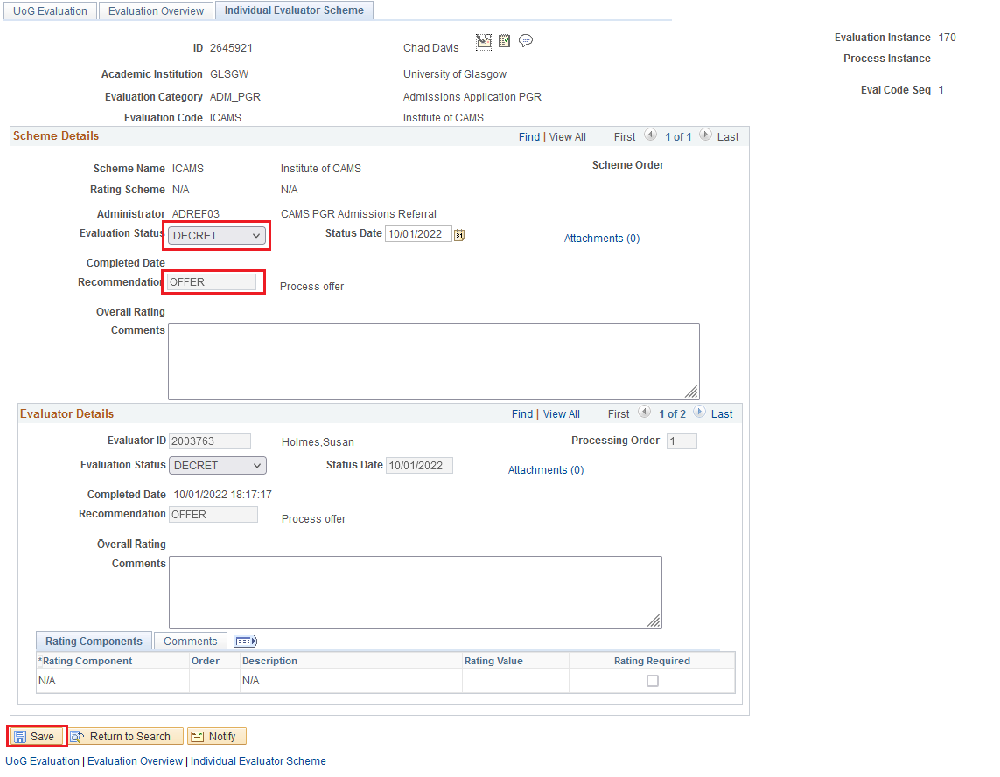 UoG Evaluation Evaluation Overview Individual Evaluator Scheme
ID 2645921 Chad Davis Evaluation Instance 170
Process Instance
Academic Institution GLSGW University of Glasgow
Eval Code Seq 1
Evaluation Category ADM_PGR Admissions Application PGR
Evaluation Code ICAMS Institute of CAMS
Scheme Details Find | View All First 1 of 1 Last
Scheme Name ICAMS Institute of CAMS Scheme Order
Rating Scheme N/A N/A
Administrator ADREF03 CAMS PGR Admissions Referral
Evaluation Status DECRET Status Date 10/01/2022 31 Attachments (0)
Completed Date
Recommendation OFFER Process offer
Overall Rating
Comments
Evaluator Details Find | View All First 1 of 2 Last
Evaluator ID 2003763 Holmes,Susan Processing Order 1
Evaluation Status DECRET Status Date 10/01/2022 Attachments (0)
Completed Date 10/01/2022 18:17:17
Recommendation OFFER Process offer
Overall Rating
Comments
Rating Components Comments
*Rating Component Order Description Rating Value Rating Required
N/A N/A
Save Return to Search Notify
UoG Evaluation | Evaluation Overview | Individual Evaluator Scheme